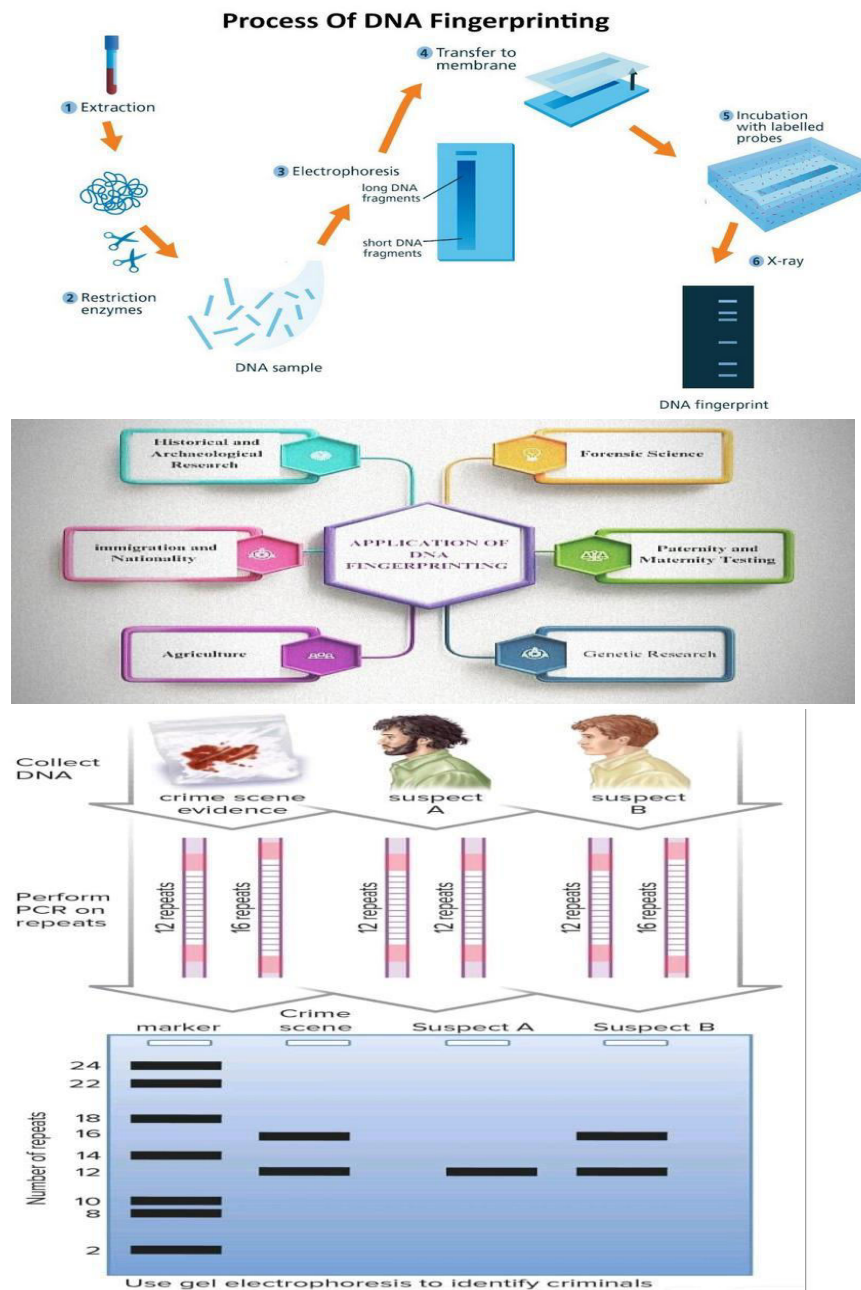 Process Of DNA Fingerprinting
1 Extraction
2 Restriction
enzymes
DNA sample
3 Electrophoresis
long DNA
fragments
short DNA
fragments
4 Transfer to
membrane
5 Incubation
with labelled
probes
6 X-ray
DNA fingerprint
Historical and
Archaeological
Research
Forensic Science
immigration and
Nationality
APPLICATION OF
DNA
FINGERPRINTING
Paternity and
Maternity Testing
Agriculture
Genetic Research
Collect
DNA
crime scene
evidence
suspect
A
suspect
B
Perform
PCR on
repeats
12 repeats
16 repeats
12 repeats
12 repeats
12 repeats
16 repeats
marker
Crime
scene
Suspect A
Suspect B
Number of repeats
24
22
18
16
14
12
10
8
2
Use gel electrophoresis to identify criminals